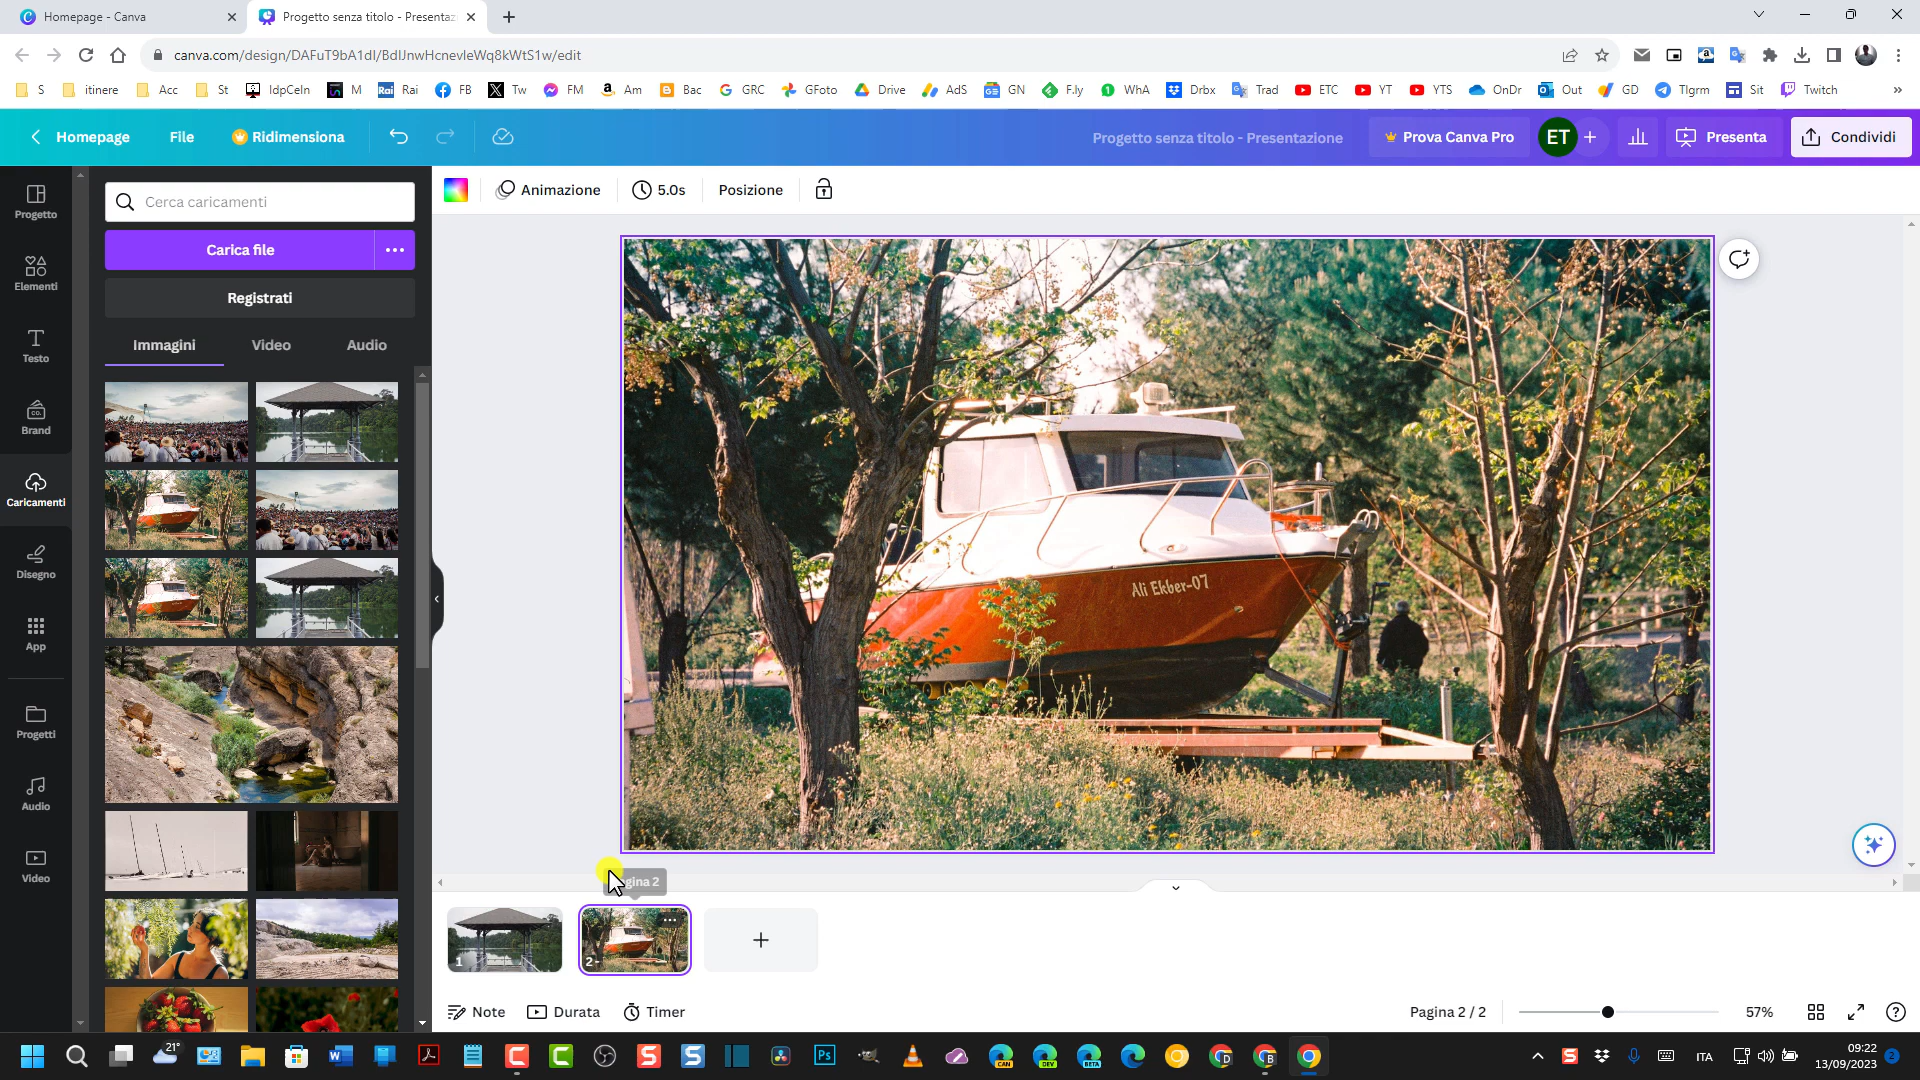 Homepage - Canva
Progetto senza titolo - Presentaz
canva.com/design/DAFuT9bA1dI/BdlJnwHcnevleWq8kWtS1w/edit
S itinere Acc St IdpCeIn M Rai FB Tw FM Am Bac GRC GFoto Drive AdS GN F.ly WhA Drbx Trad ETC YT YTS OnDr Out GD Tlgrm Sit Twitch »
Homepage File Ridimensiona Progetto senza titolo - Presentazione Prova Canva Pro ET + Presenta Condividi
Progetto
Elementi
Testo
Brand
Caricamenti
Disegno
App
Progetti
Audio
Video
Cerca caricamenti
Carica file
Registrati
Immagini Video Audio
Animazione 5.0s Posizione
Ali Ekber-07
gina 2
1
2
Note Durata Timer
Pagina 2 / 2 57%
21°
CAN DEV BETA
ITA
09:22
13/09/2023
2